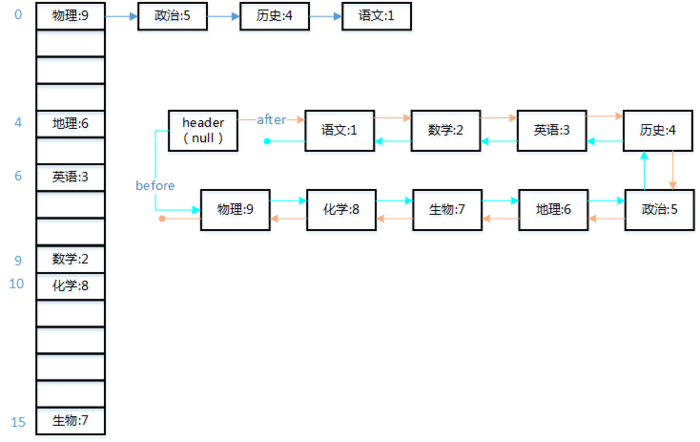 0
物理:9
政治:5
历史:4
语文:1
4
地理:6
6
英语:3
9
数学:2
10
化学:8
15
生物:7
header
（null）
after
语文:1
数学:2
英语:3
历史:4
before
物理:9
化学:8
生物:7
地理:6
政治:5